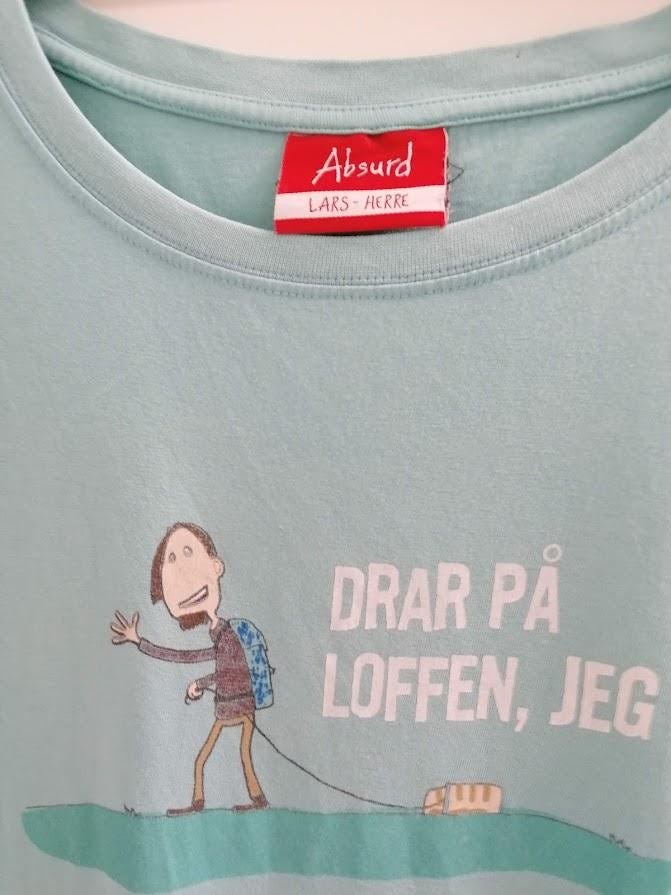 Absurd
LARS-HERRE
DRAR PÅ
LOFFEN, JEG